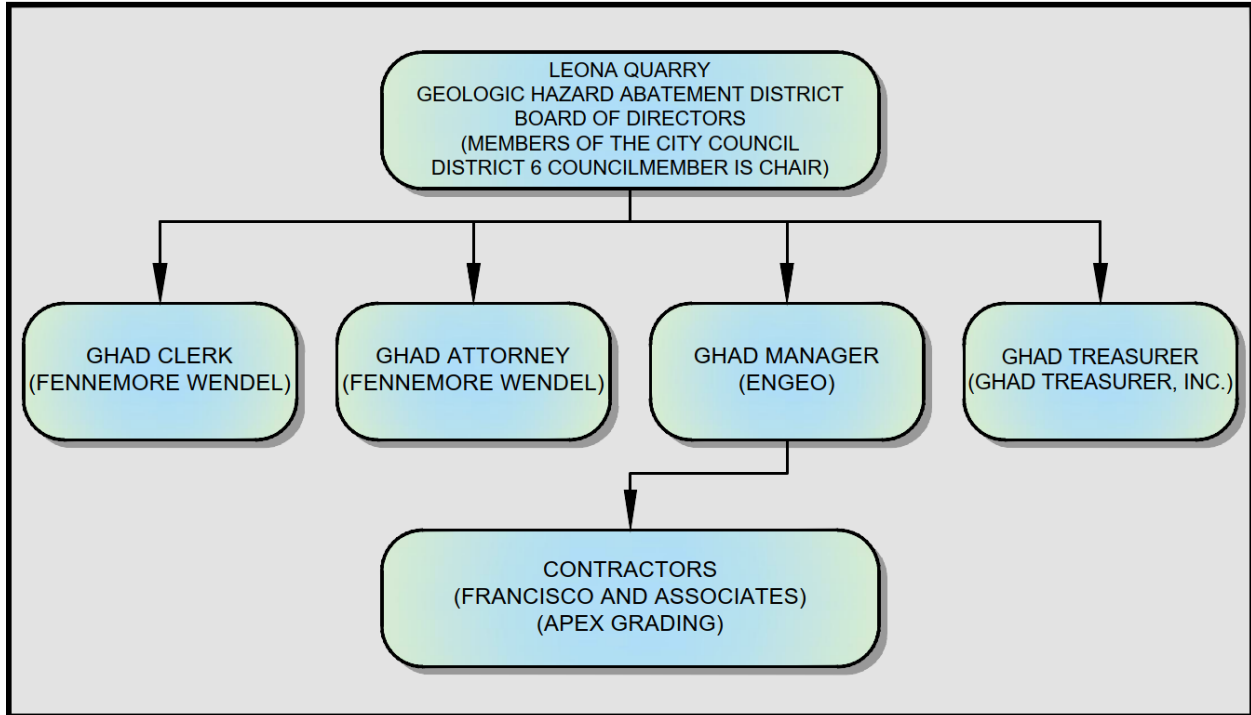 LEONA QUARRY
GEOLOGIC HAZARD ABATEMENT DISTRICT
BOARD OF DIRECTORS
(MEMBERS OF THE CITY COUNCIL
DISTRICT 6 COUNCILMEMBER IS CHAIR)
GHAD CLERK
(FENNEMORE WENDEL)
GHAD ATTORNEY
(FENNEMORE WENDEL)
GHAD MANAGER
(ENGEO)
GHAD TREASURER
(GHAD TREASURER, INC.)
CONTRACTORS
(FRANCISCO AND ASSOCIATES)
(APEX GRADING)